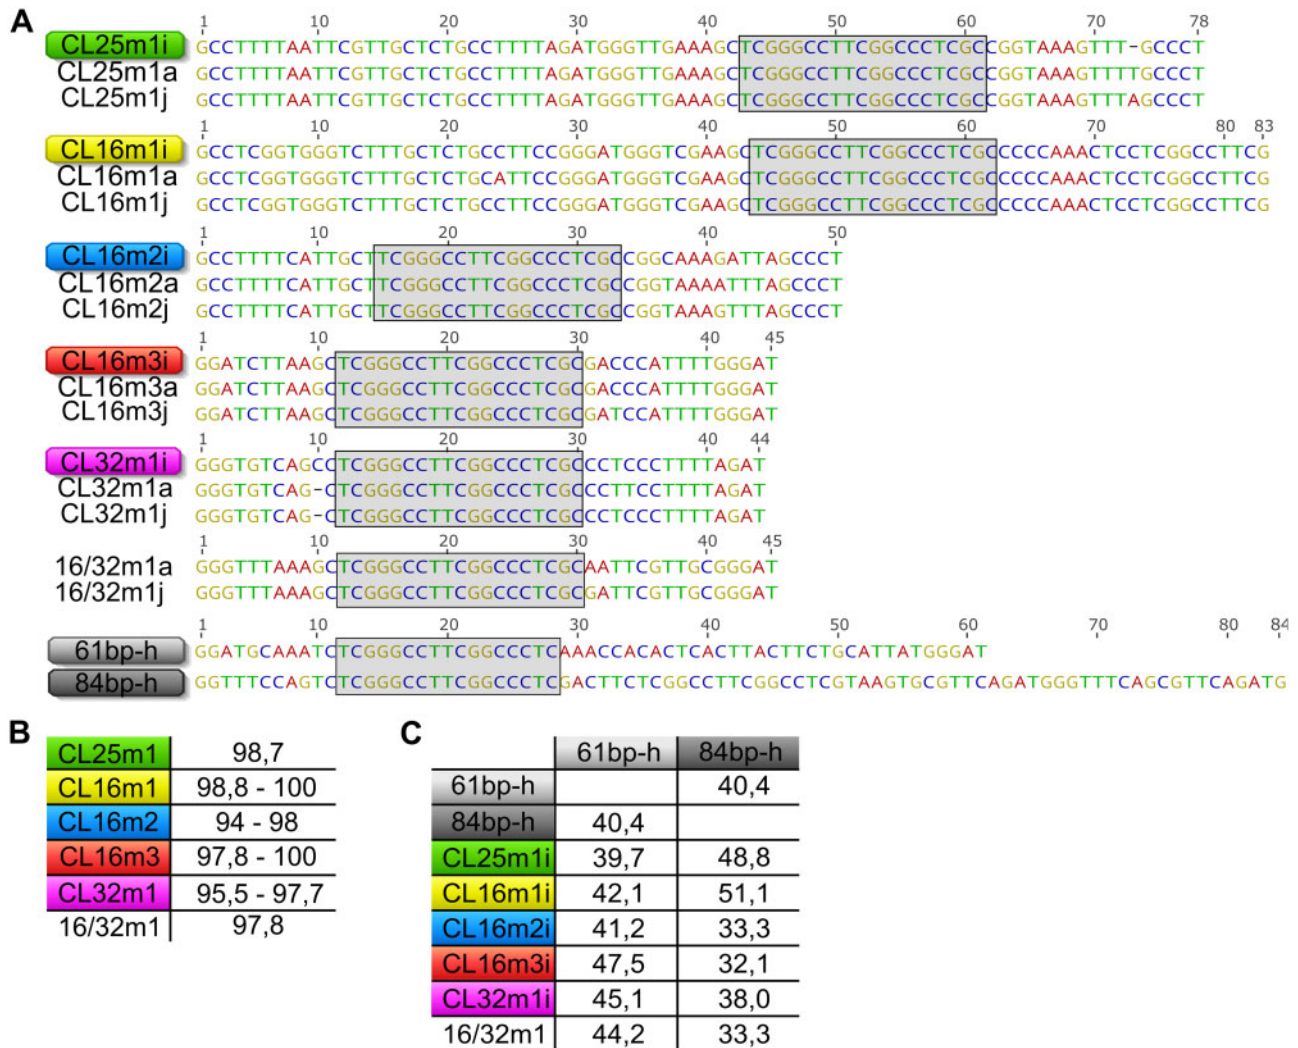 A
1 10 20 30 40 50 60 70 78
CL25m1i GCCTTTTAATTCGTTGCTCTGCCTTTTAGATGGGTTGAAAGCTCGGGCCTTCGGCCCTCGCCGGTAAAGTTT-GCCCT
CL25m1a GCCTTTTAATTCGTTGCTCTGCCTTTTAGATGGGTTGAAAGCTCGGGCCTTCGGCCCTCGCCGGTAAAGTTTTGCCCT
CL25m1j GCCTTTTAATTCGTTGCTCTGCCTTTTAGATGGGTTGAAAGCTCGGGCCTTCGGCCCTCGCCGGTAAAGTTTAGCCCT
1 10 20 30 40 50 60 70 80 83
CL16m1i GCCTCGGTGGGTCTTTGCTCTGCCTTCCGGGATGGGTCGAAGCTCGGGCCTTCGGCCCTCGCCCCCAAACTCCTCGGCCTTCG
CL16m1a GCCTCGGTGGGTCTTTGCTCTGCATTCCGGGATGGGTCGAAGCTCGGGCCTTCGGCCCTCGCCCCCAAACTCCTCGGCCTTCG
CL16m1j GCCTCGGTGGGTCTTTGCTCTGCCTTCCGGGATGGGTCGAAGCTCGGGCCTTCGGCCCTCGCCCCCAAACTCCTCGGCCTTCG
1 10 20 30 40 50
CL16m2i GCCTTTTCATTGCTTCGGGCCTTCGGCCCTCGCCGGCAAAGATTAGCCCT
CL16m2a GCCTTTTCATTGCTTCGGGCCTTCGGCCCTCGCCGGTAAAATTTAGCCCT
CL16m2j GCCTTTTCATTGCTTCGGGCCTTCGGCCCTCGCCGGTAAAGTTTAGCCCT
1 10 20 30 40 45
CL16m3i GGATCTTAAGCTCGGGCCTTCGGCCCTCGCGACCCATTTTGGGAT
CL16m3a GGATCTTAAGCTCGGGCCTTCGGCCCTCGCGACCCATTTTGGGAT
CL16m3j GGATCTTAAGCTCGGGCCTTCGGCCCTCGCGATCCATTTTGGGAT
1 10 20 30 40 44
CL32m1i GGGTGTCAGCCTCGGGCCTTCGGCCCTCGCCCTCCCTTTTAGAT
CL32m1a GGGTGTCAG-CTCGGGCCTTCGGCCCTCGCCCTTCCTTTTAGAT
CL32m1j GGGTGTCAG-CTCGGGCCTTCGGCCCTCGCCCTCCCTTTTAGAT
1 10 20 30 40 45
16/32m1a GGGTTTAAAGCTCGGGCCTTCGGCCCTCGCAATTCGTTGCGGGAT
16/32m1j GGGTTTAAAGCTCGGGCCTTCGGCCCTCGCGATTCGTTGCGGGAT
1 10 20 30 40 50 60 70 80 84
61bp-h GGATGCAAATCTCGGGCCTTCGGCCCTCAAACCACACTCACTTACTTCTGCATTATGGGAT
84bp-h GGTTTCCAGTCTCGGGCCTTCGGCCCTCGACTTCTCGGCCTTCGGCCTCGTAAGTGCGTTCAGATGGGTTTCAGCGTTCAGATG
B
CL25m1 98,7
CL16m1 98,8 - 100
CL16m2 94 - 98
CL16m3 97,8 - 100
CL32m1 95,5 - 97,7
16/32m1 97,8
C
61bp-h 84bp-h
61bp-h 40,4
84bp-h 40,4
CL25m1i 39,7 48,8
CL16m1i 42,1 51,1
CL16m2i 41,2 33,3
CL16m3i 47,5 32,1
CL32m1i 45,1 38,0
16/32m1 44,2 33,3